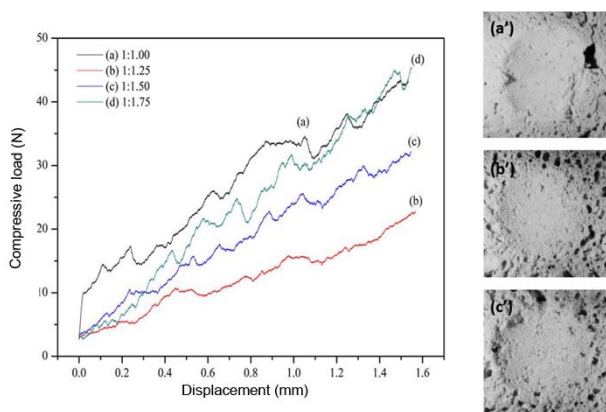 50
40
30
20
10
0
Compressive load (N)
(a) 1:1.00
(b) 1:1.25
(c) 1:1.50
(d) 1:1.75
(a)
(d)
(c)
(b)
0.0 0.2 0.4 0.6 0.8 1.0 1.2 1.4 1.6
Displacement (mm)
(a')
(b')
(c')